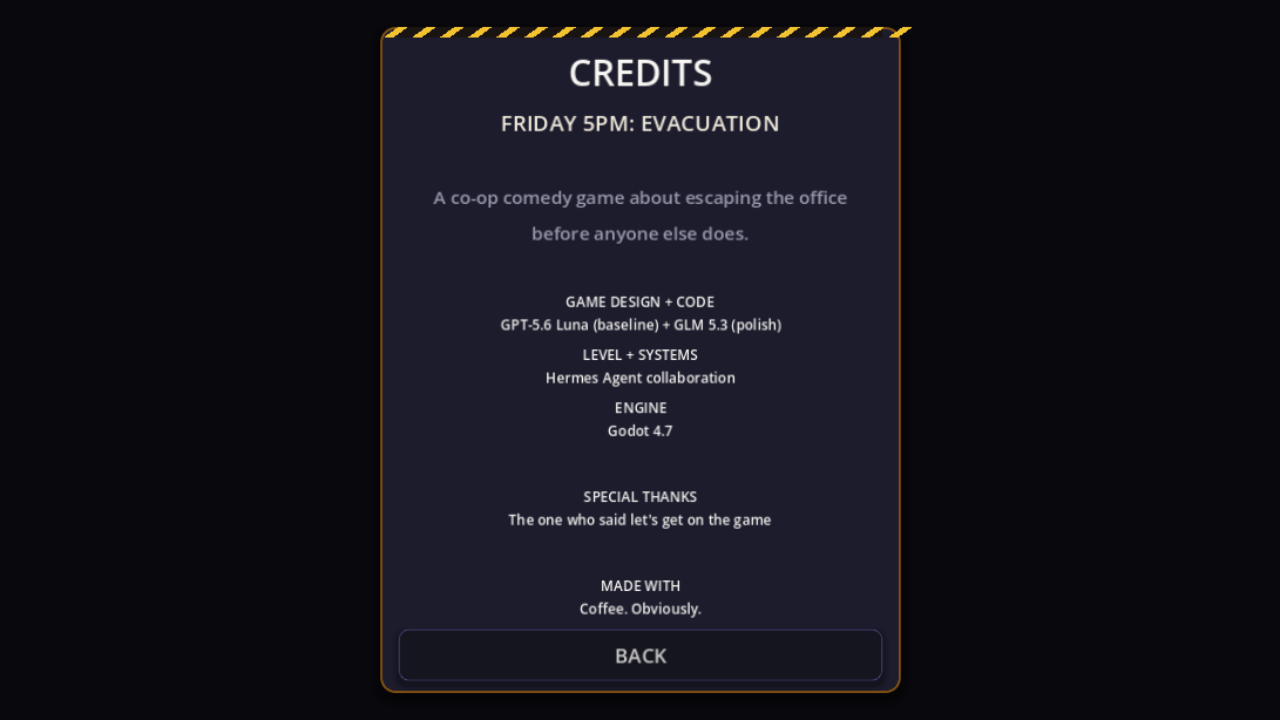 CREDITS
FRIDAY 5PM: EVACUATION
A co-op comedy game about escaping the office
before anyone else does.
GAME DESIGN + CODE
GPT-5.6 Luna (baseline) + GLM 5.3 (polish)
LEVEL + SYSTEMS
Hermes Agent collaboration
ENGINE
Godot 4.7
SPECIAL THANKS
The one who said let's get on the game
MADE WITH
Coffee. Obviously.
BACK